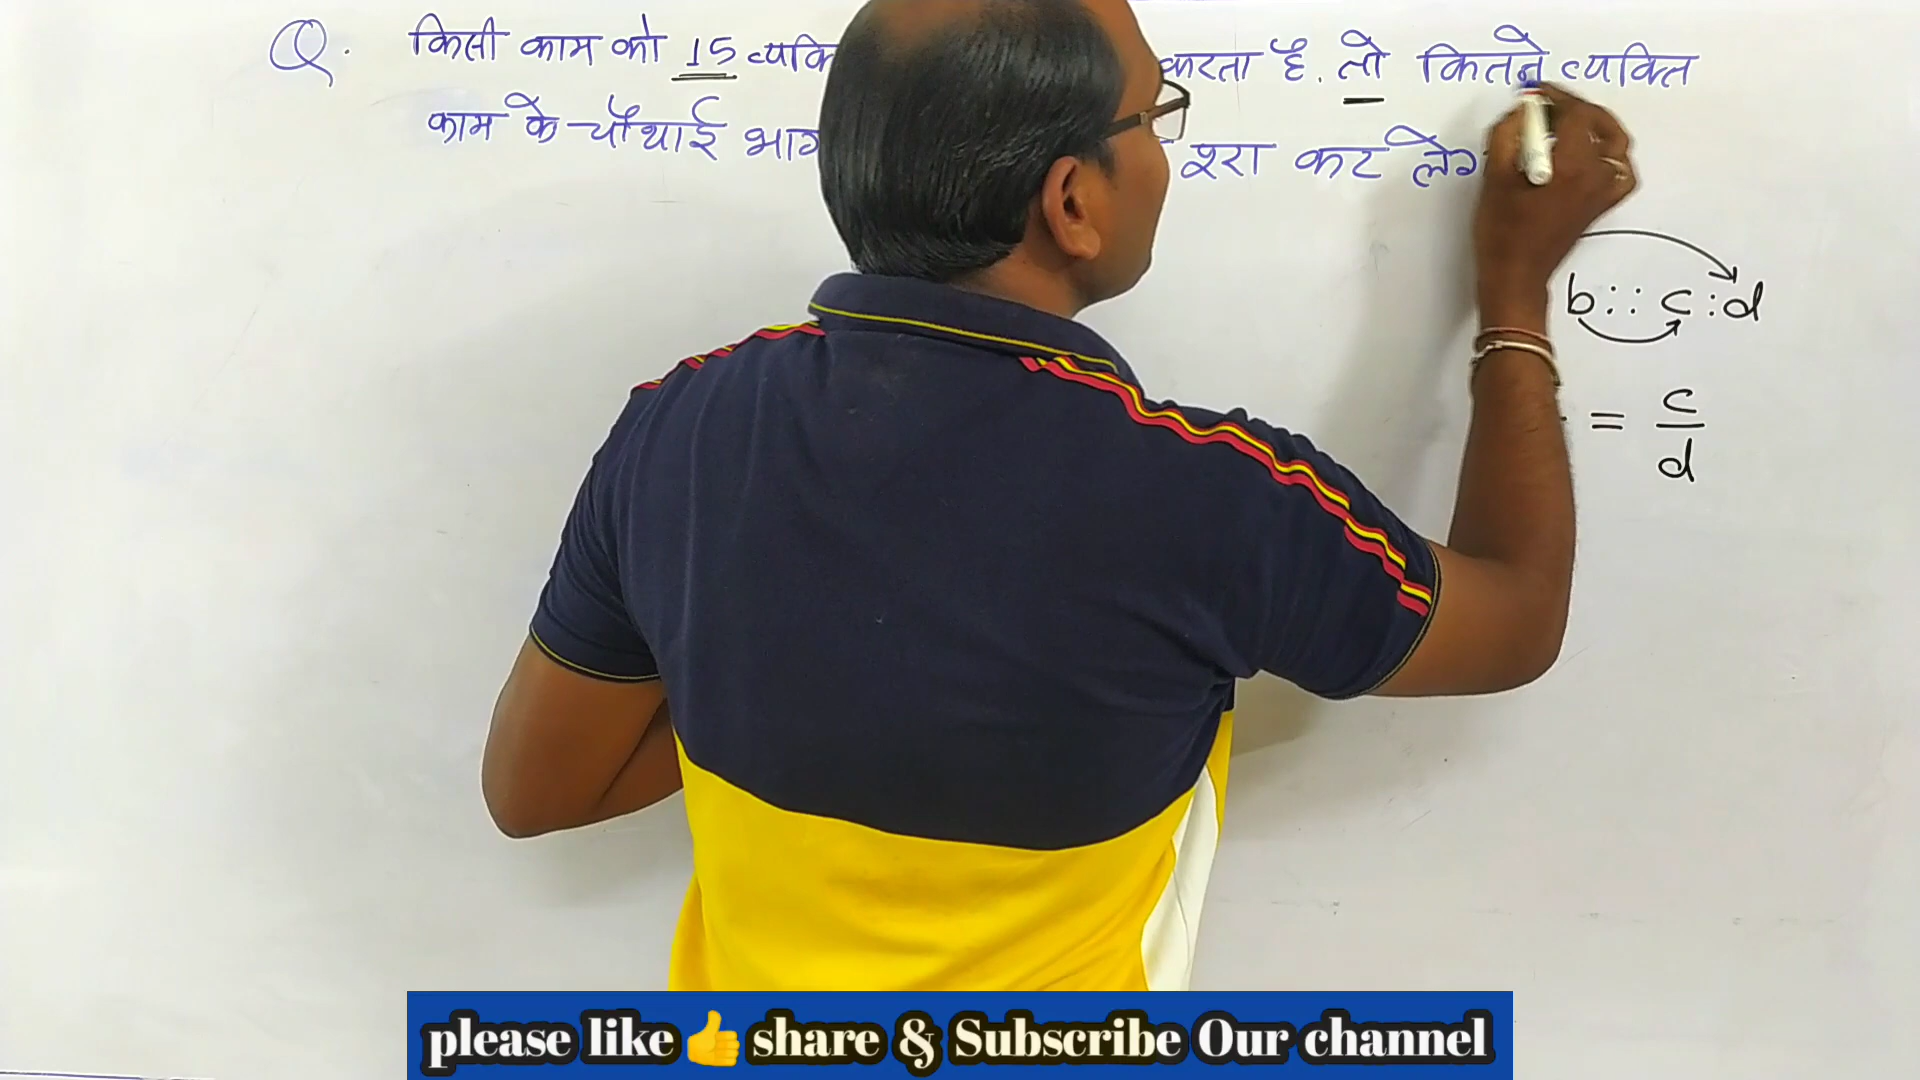 Q. किसी काम को 15 व्यक्ति करता है. तो कितने व्यक्ति
काम के चौथाई भाग कर
b :: c : d
= c
d
please like 👍 share & Subscribe Our channel